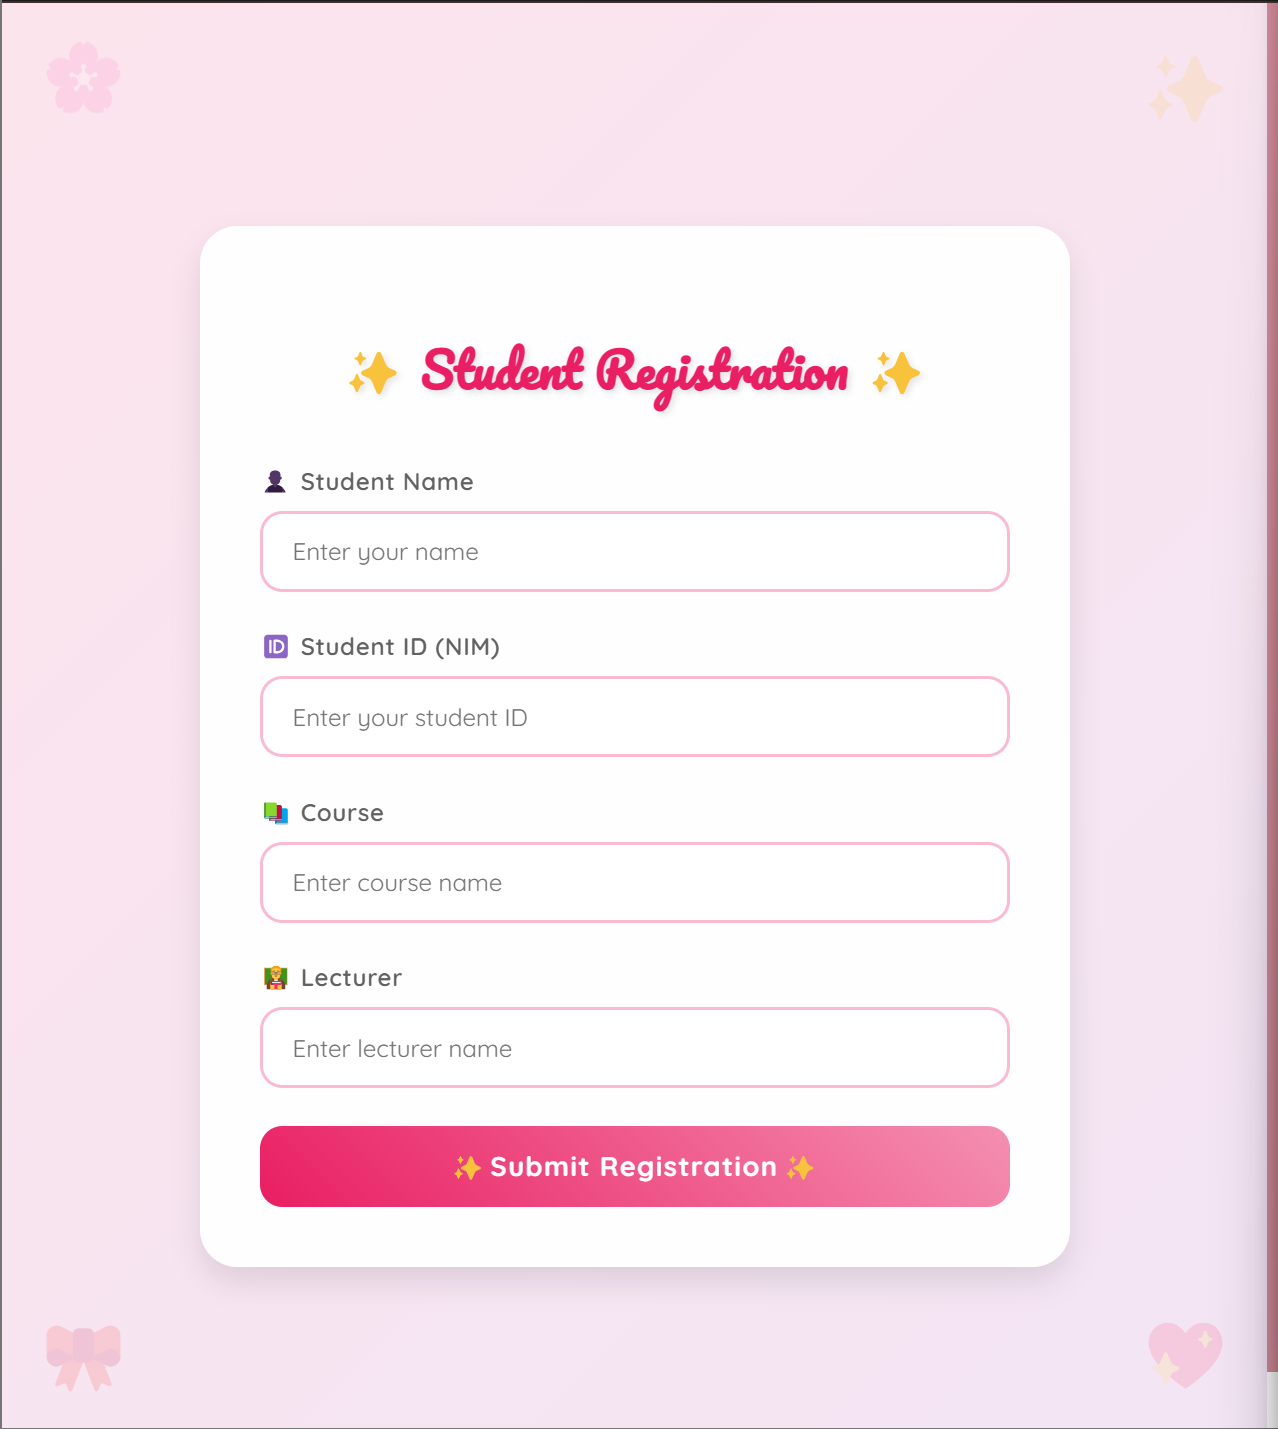 ✨ Student Registration ✨
👤 Student Name
Enter your name
🆔 Student ID (NIM)
Enter your student ID
📚 Course
Enter course name
👩‍🏫 Lecturer
Enter lecturer name
✨ Submit Registration ✨